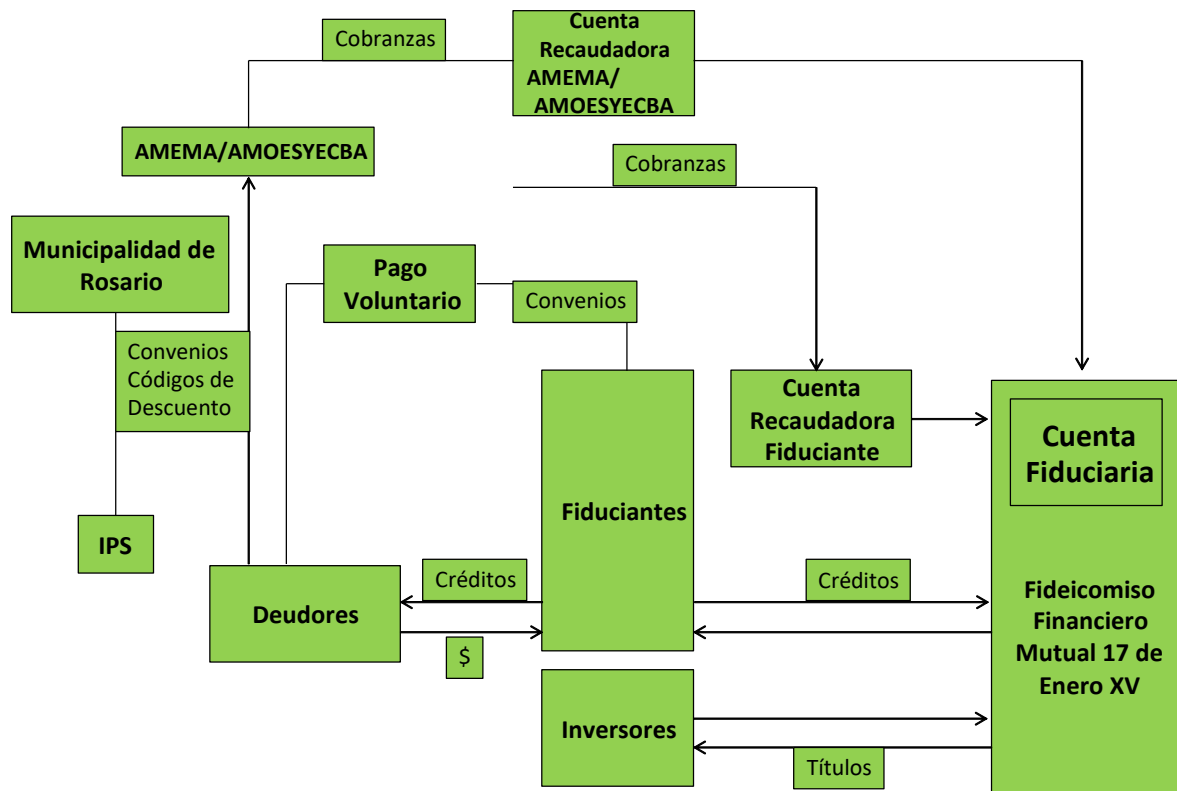 Cobranzas
Cuenta
Recaudadora
AMEMA/
AMOESYECBA
AMEMA/AMOESYECBA
Cobranzas
Municipalidad de
Rosario
Pago
Voluntario
Convenios
Convenios
Códigos de
Descuento
Cuenta
Recaudadora
Fiduciante
Cuenta
Fiduciaria
Fiduciantes
IPS
Deudores
Créditos
Créditos
$
Fideicomiso
Financiero
Mutual 17 de
Enero XV
Inversores
Títulos